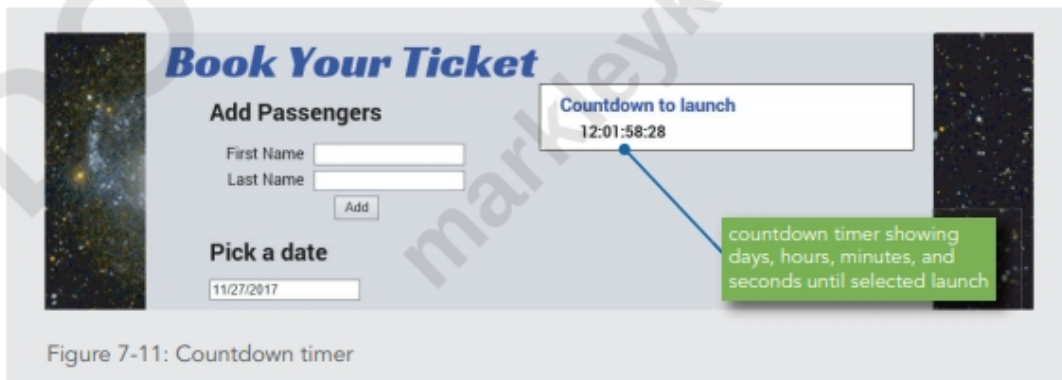 Book Your Ticket
Add Passengers
First Name
Last Name
Add
Pick a date
11/27/2017
Countdown to launch
12:01:58:28
countdown timer showing
days, hours, minutes, and
seconds until selected launch
Figure 7-11: Countdown timer